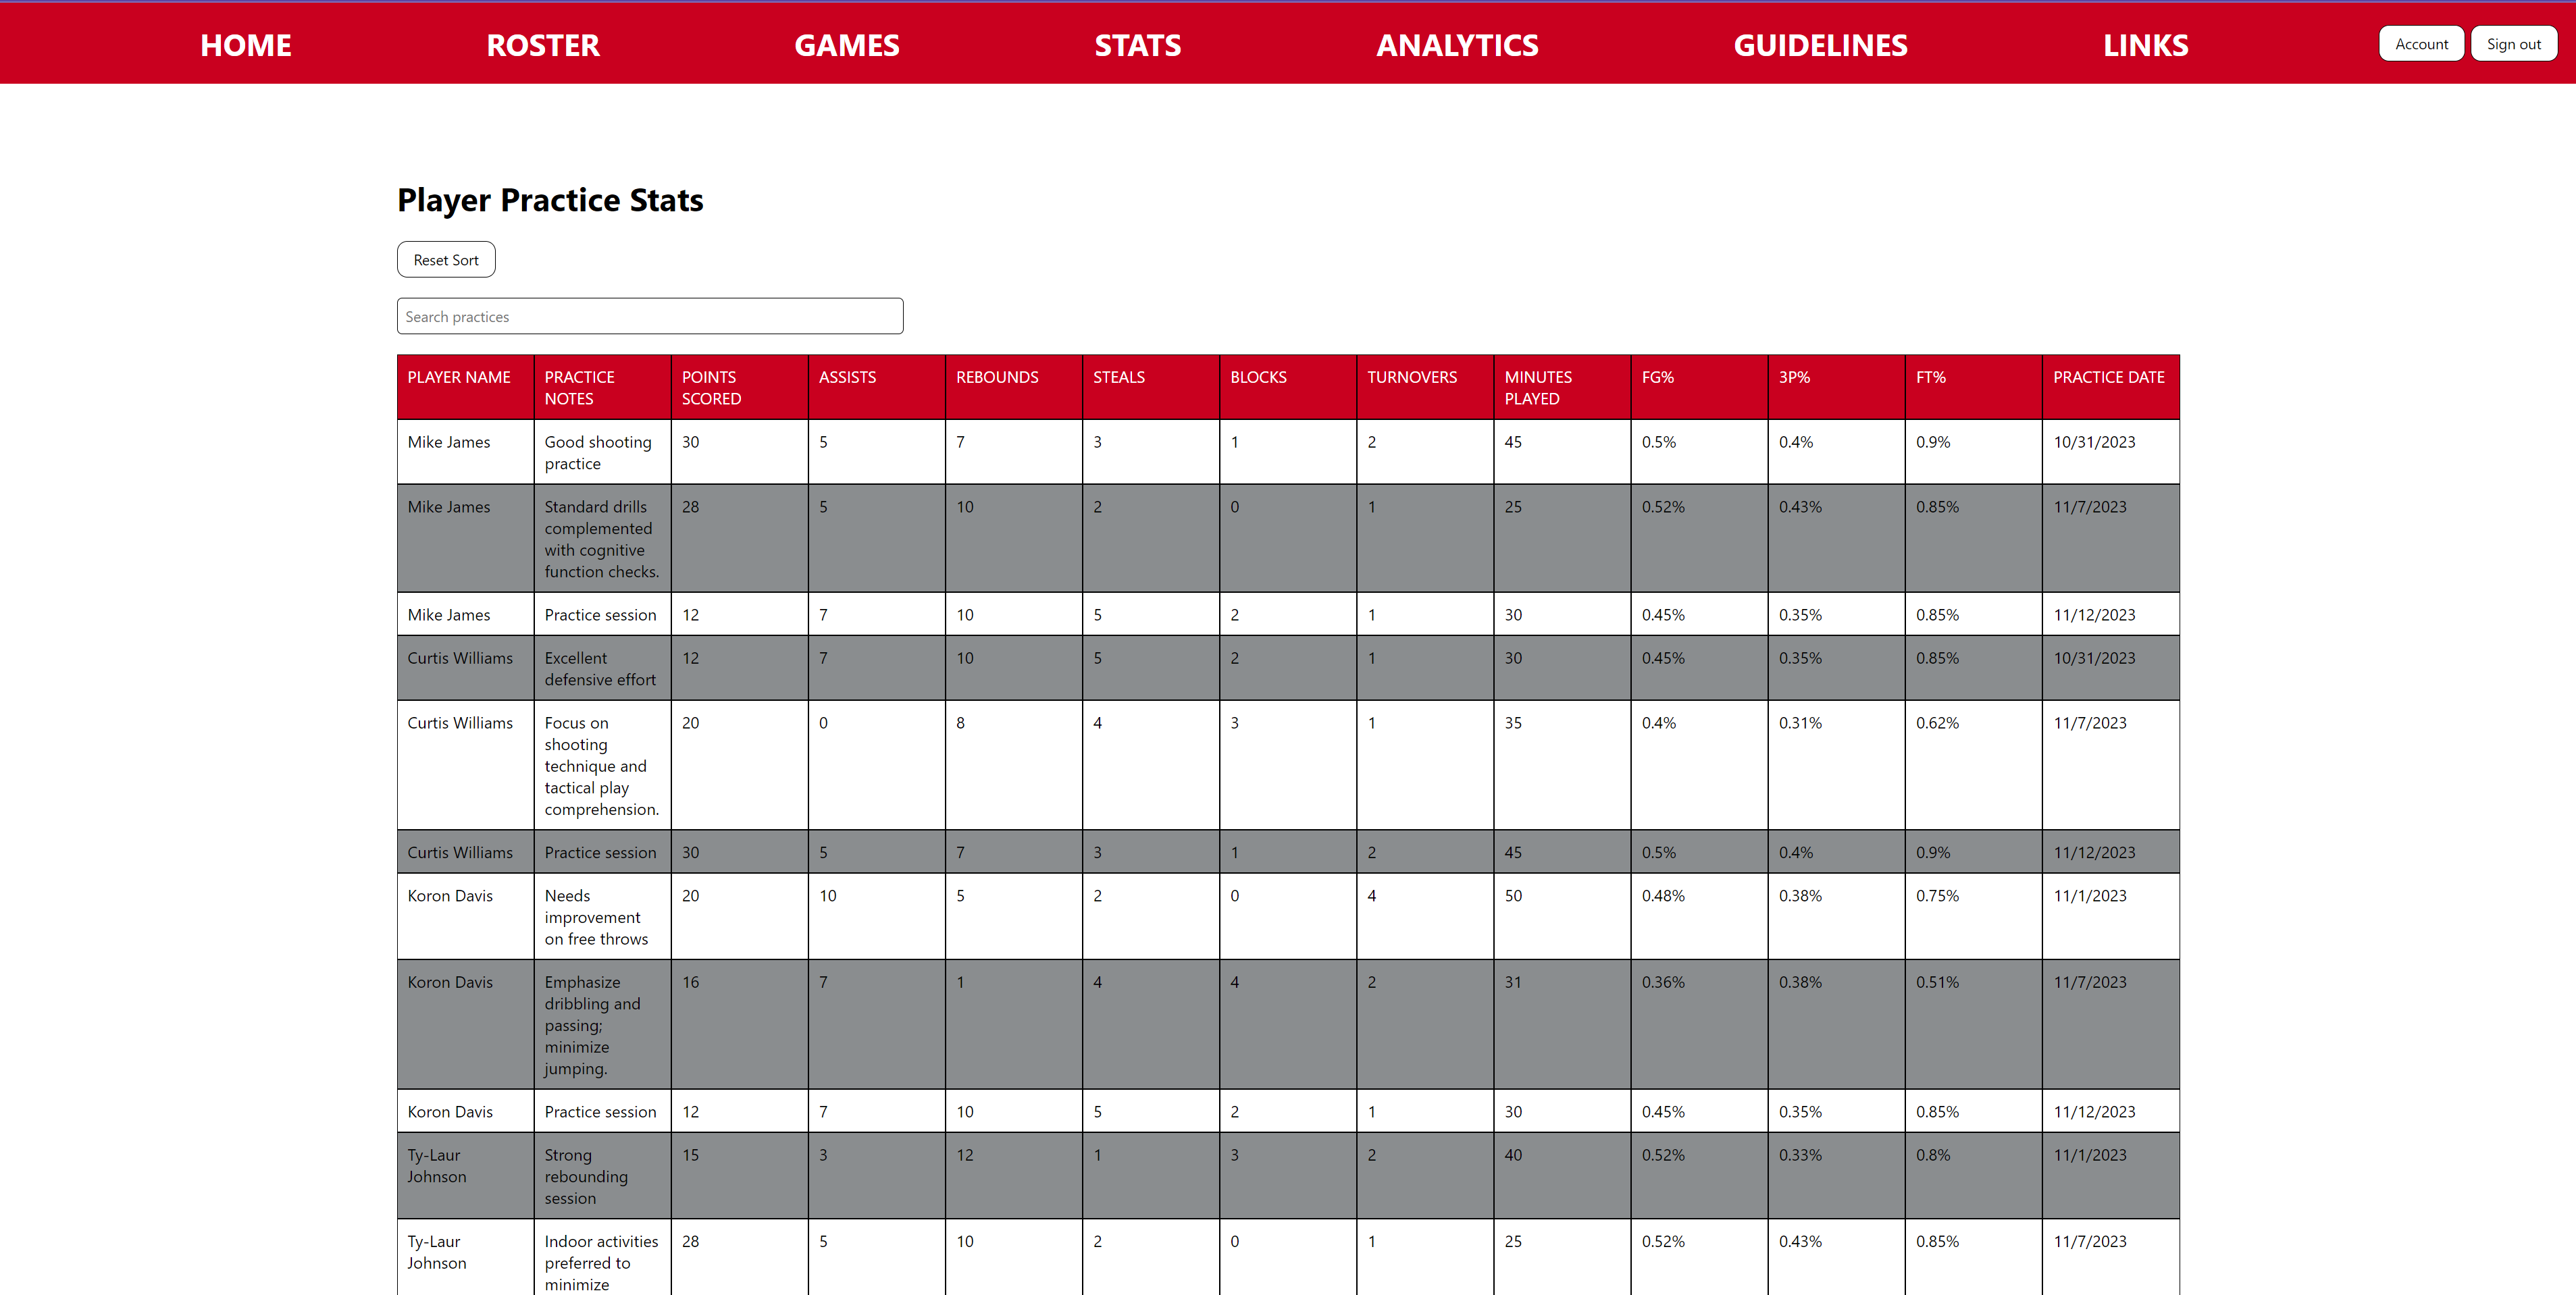 HOME ROSTER GAMES STATS ANALYTICS GUIDELINES LINKS Account Sign out
Player Practice Stats
Reset Sort
Search practices
PLAYER NAME PRACTICE POINTS ASSISTS REBOUNDS STEALS BLOCKS TURNOVERS MINUTES FG% 3P% FT% PRACTICE DATE
NOTES SCORED PLAYED
Mike James Good shooting 30 5 7 3 1 2 45 0.5% 0.4% 0.9% 10/31/2023
practice
Mike James Standard drills 28 5 10 2 0 1 25 0.52% 0.43% 0.85% 11/7/2023
complemented
with cognitive
function checks.
Mike James Practice session 12 7 10 5 2 1 30 0.45% 0.35% 0.85% 11/12/2023
Curtis Williams Excellent 12 7 10 5 2 1 30 0.45% 0.35% 0.85% 10/31/2023
defensive effort
Curtis Williams Focus on 20 0 8 4 3 1 35 0.4% 0.31% 0.62% 11/7/2023
shooting
technique and
tactical play
comprehension.
Curtis Williams Practice session 30 5 7 3 1 2 45 0.5% 0.4% 0.9% 11/12/2023
Koron Davis Needs 20 10 5 2 0 4 50 0.48% 0.38% 0.75% 11/1/2023
improvement
on free throws
Koron Davis Emphasize 16 7 1 4 4 2 31 0.36% 0.38% 0.51% 11/7/2023
dribbling and
passing;
minimize
jumping.
Koron Davis Practice session 12 7 10 5 2 1 30 0.45% 0.35% 0.85% 11/12/2023
Ty-Laur Strong 15 3 12 1 3 2 40 0.52% 0.33% 0.8% 11/1/2023
Johnson rebounding
session
Ty-Laur Indoor activities 28 5 10 2 0 1 25 0.52% 0.43% 0.85% 11/7/2023
Johnson preferred to
minimize